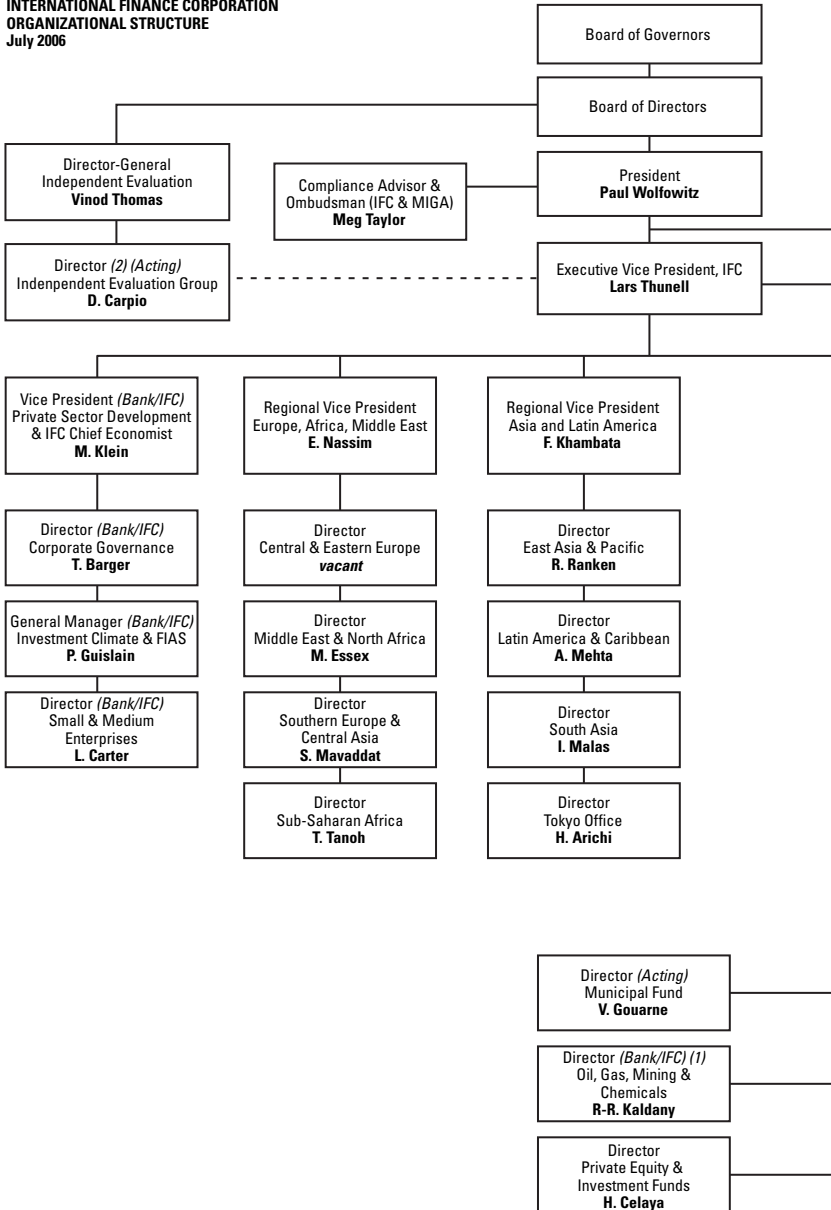 INTERNATIONAL FINANCE CORPORATION
ORGANIZATIONAL STRUCTURE
July 2006
Board of Governors
Board of Directors
Director-General
Independent Evaluation
Vinod Thomas
Compliance Advisor &
Ombudsman (IFC & MIGA)
Meg Taylor
President
Paul Wolfowitz
Director (2) (Acting)
Indenpendent Evaluation Group
D. Carpio
Executive Vice President, IFC
Lars Thunell
Vice President (Bank/IFC)
Private Sector Development
& IFC Chief Economist
M. Klein
Regional Vice President
Europe, Africa, Middle East
E. Nassim
Regional Vice President
Asia and Latin America
F. Khambata
Director (Bank/IFC)
Corporate Governance
T. Barger
Director
Central & Eastern Europe
vacant
Director
East Asia & Pacific
R. Ranken
General Manager (Bank/IFC)
Investment Climate & FIAS
P. Guislain
Director
Middle East & North Africa
M. Essex
Director
Latin America & Caribbean
A. Mehta
Director (Bank/IFC)
Small & Medium
Enterprises
L. Carter
Director
Southern Europe &
Central Asia
S. Mavaddat
Director
South Asia
I. Malas
Director
Sub-Saharan Africa
T. Tanoh
Director
Tokyo Office
H. Arichi
Director (Acting)
Municipal Fund
V. Gouarne
Director (Bank/IFC) (1)
Oil, Gas, Mining &
Chemicals
R-R. Kaldany
Director
Private Equity &
Investment Funds
H. Celaya